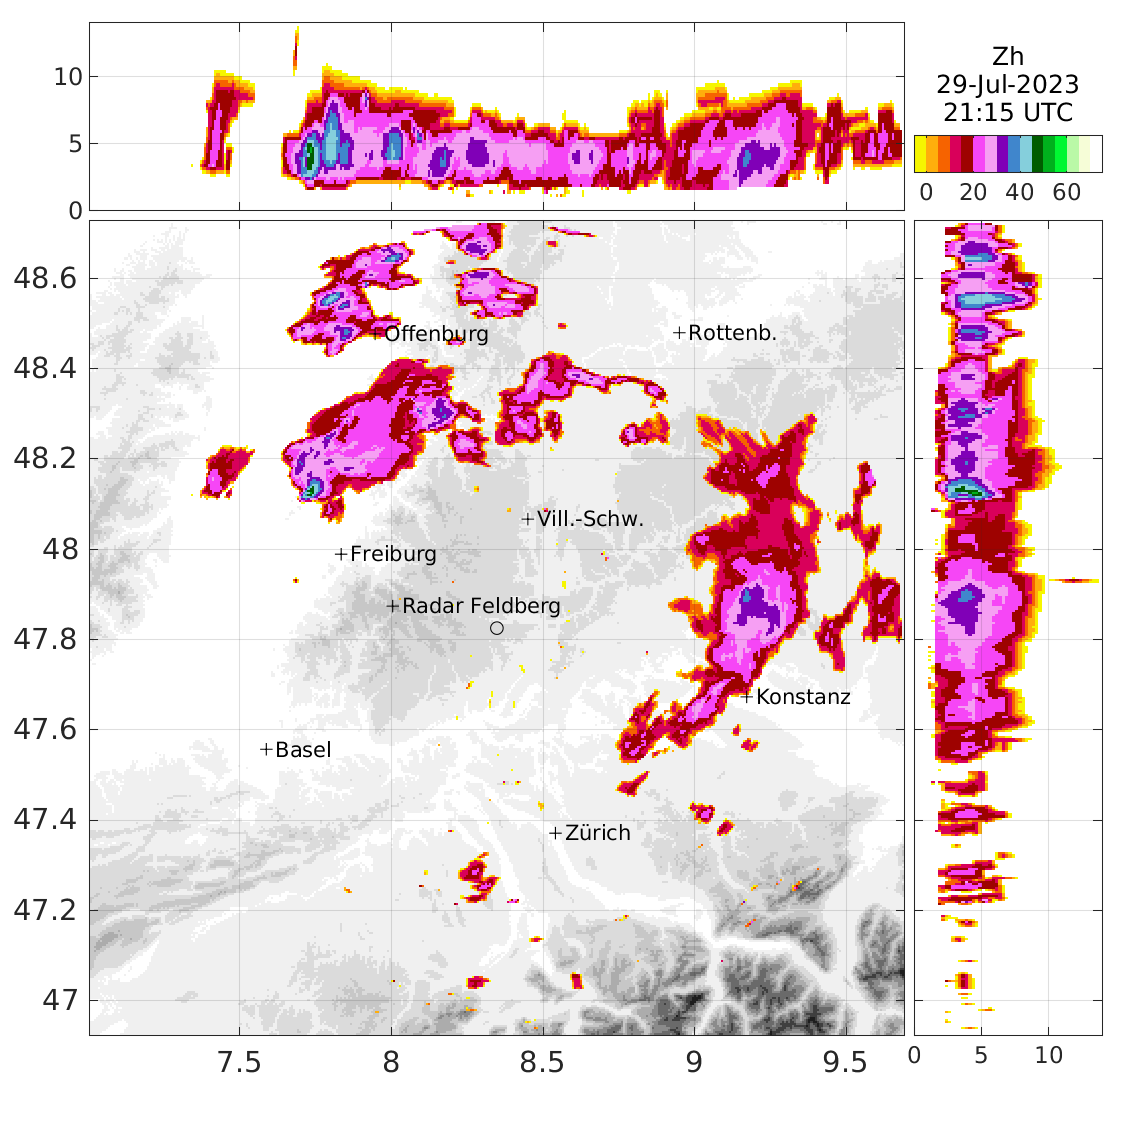 10
5
0
Zh
29-Jul-2023
21:15 UTC
0 20 40 60
48.6
48.4
48.2
48
47.8
47.6
47.4
47.2
47
Offenburg
Rottenb.
Vill.-Schw.
Freiburg
Radar Feldberg
Konstanz
Basel
Zürich
7.5 8 8.5 9 9.5
0 5 10